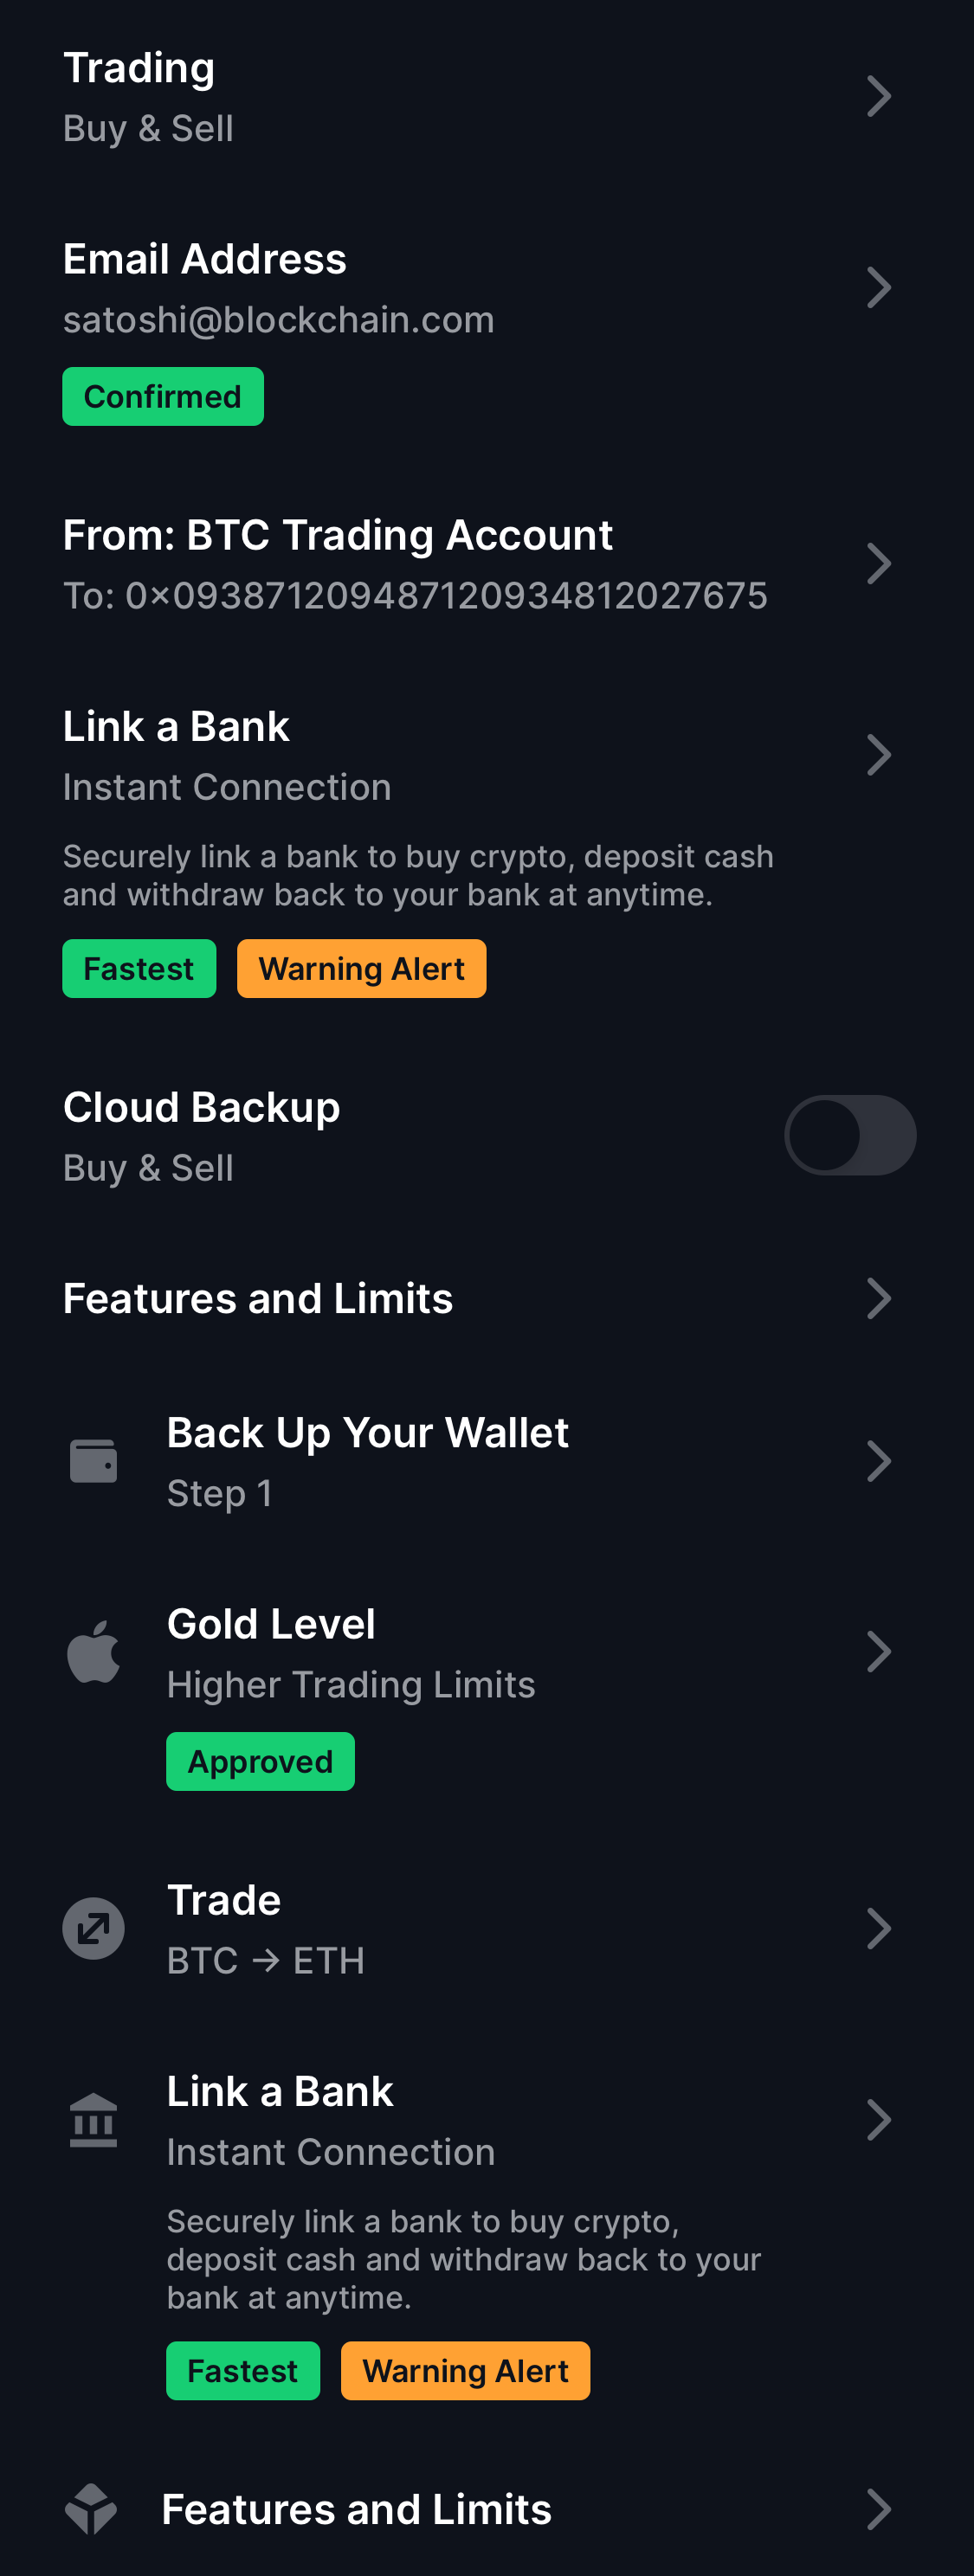 Trading
Buy & Sell
Email Address
satoshi@blockchain.com
Confirmed
From: BTC Trading Account
To: 0×093871209487120934812027675
Link a Bank
Instant Connection
Securely link a bank to buy crypto, deposit cash
and withdraw back to your bank at anytime.
Fastest Warning Alert
Cloud Backup
Buy & Sell
Features and Limits
Back Up Your Wallet
Step 1
Gold Level
Higher Trading Limits
Approved
Trade
BTC → ETH
Link a Bank
Instant Connection
Securely link a bank to buy crypto,
deposit cash and withdraw back to your
bank at anytime.
Fastest Warning Alert
Features and Limits